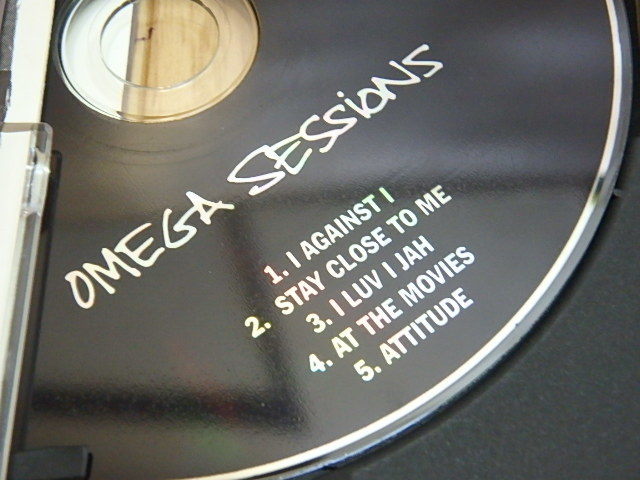 OMEGA SESSIONS
1. I AGAINST I
2. STAY CLOSE TO ME
3. I LUV I JAH
4. AT THE MOVIES
5. ATTITUDE